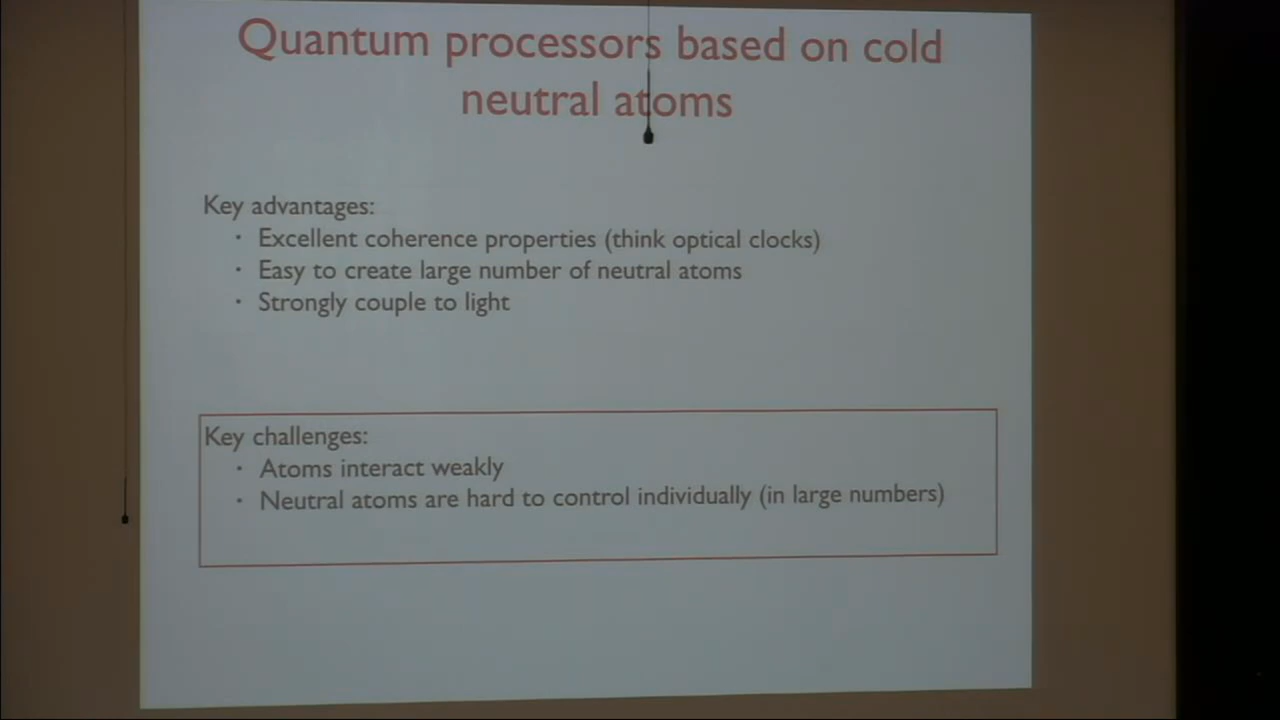 Quantum processors based on cold
neutral atoms
Key advantages:
· Excellent coherence properties (think optical clocks)
· Easy to create large number of neutral atoms
· Strongly couple to light
Key challenges:
· Atoms interact weakly
· Neutral atoms are hard to control individually (in large numbers)